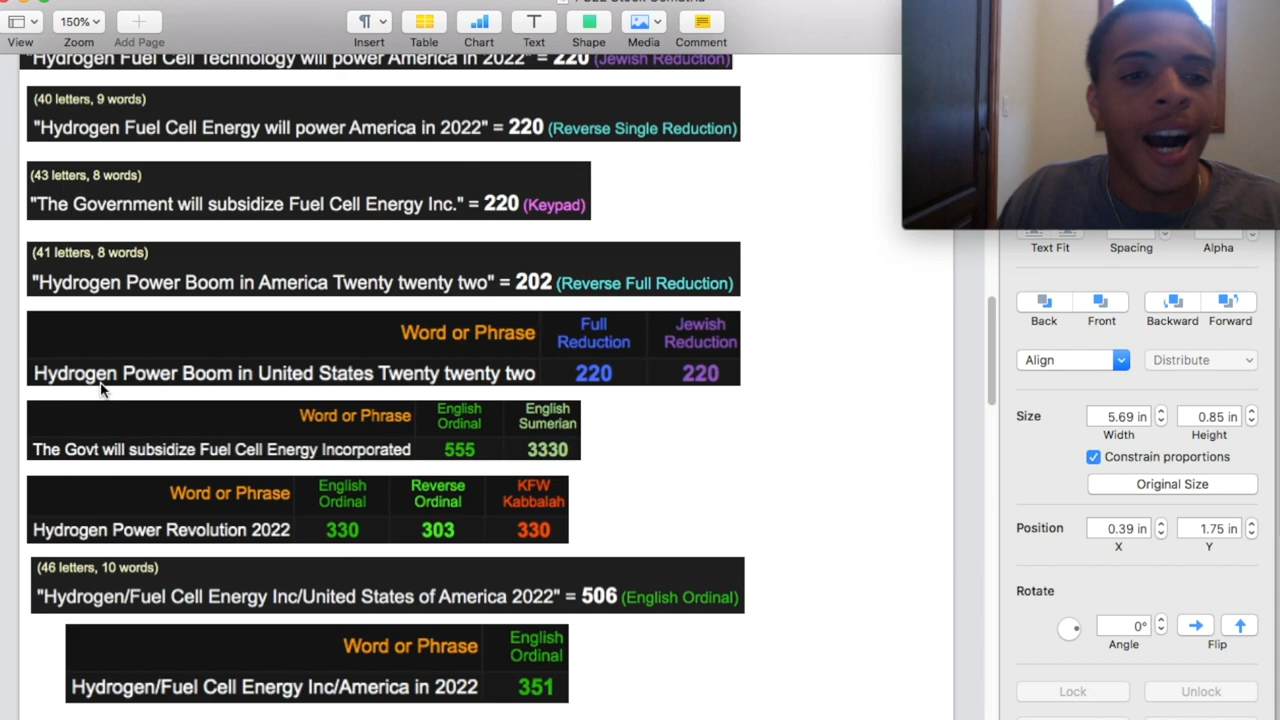 View
150%
Zoom
Add Page
Insert
Table
Chart
Text
Shape
Media
Comment
"Hydrogen Fuel Cell Technology will power America in 2022" = 220 (Jewish Reduction)
(40 letters, 9 words)
"Hydrogen Fuel Cell Energy will power America in 2022" = 220 (Reverse Single Reduction)
(43 letters, 8 words)
"The Government will subsidize Fuel Cell Energy Inc." = 220 (Keypad)
(41 letters, 8 words)
"Hydrogen Power Boom in America Twenty twenty two" = 202 (Reverse Full Reduction)
Word or Phrase Full Reduction Jewish Reduction
Hydrogen Power Boom in United States Twenty twenty two 220 220
Word or Phrase English Ordinal English Sumerian
The Govt will subsidize Fuel Cell Energy Incorporated 555 3330
Word or Phrase English Ordinal Reverse Ordinal KFW Kabbalah
Hydrogen Power Revolution 2022 330 303 330
(46 letters, 10 words)
"Hydrogen/Fuel Cell Energy Inc/United States of America 2022" = 506 (English Ordinal)
Word or Phrase English Ordinal
Hydrogen/Fuel Cell Energy Inc/America in 2022 351
Text Fit
Spacing
Alpha
Back
Front
Backward
Forward
Align
Distribute
Size
5.69 in
0.85 in
Width
Height
Constrain proportions
Original Size
Position
0.39 in
1.75 in
X
Y
Rotate
0°
Angle
Flip
Lock
Unlock